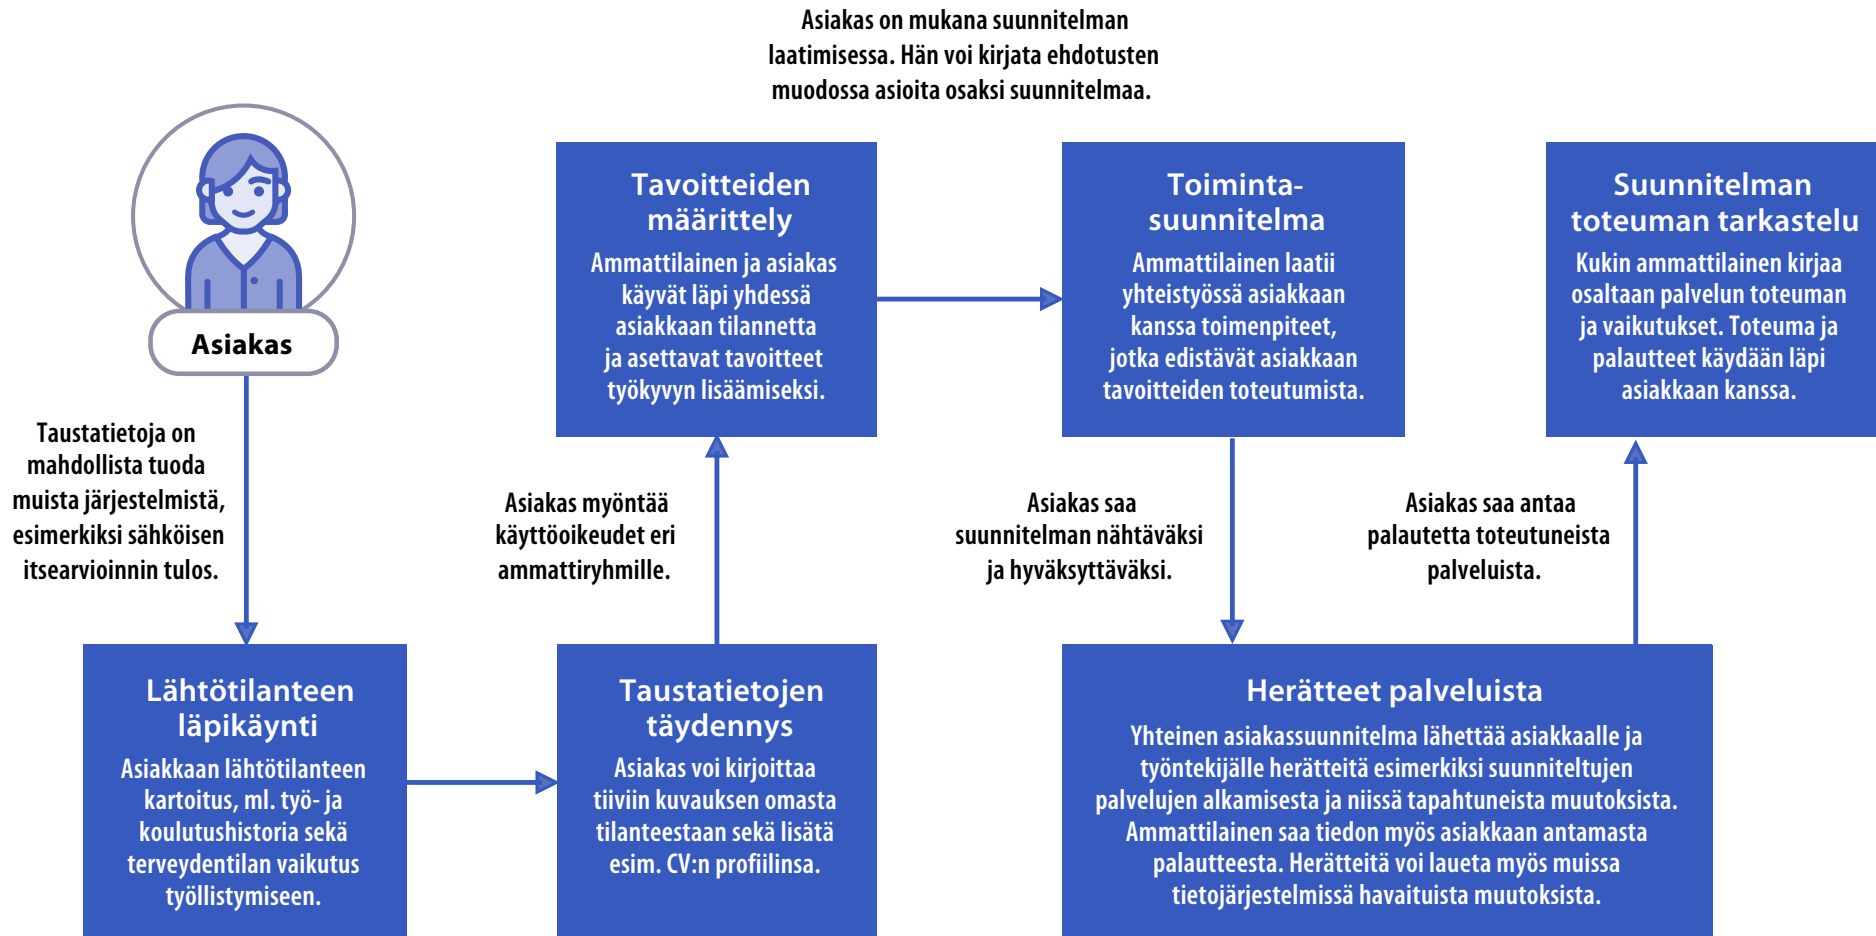 Asiakas on mukana suunnitelman
laatimisessa. Hän voi kirjata ehdotusten
muodossa asioita osaksi suunnitelmaa.
Asiakas
Taustatietoja on
mahdollista tuoda
muista järjestelmistä,
esimerkiksi sähköisen
itsearvioinnin tulos.
Lähtötilanteen
läpikäynti
Asiakkaan lähtötilanteen
kartoitus, ml. työ- ja
koulutushistoria sekä
terveydentilan vaikutus
työllistymiseen.
Taustatietojen
täydennys
Asiakas voi kirjoittaa
tiiviin kuvauksen omasta
tilanteestaan sekä lisätä
esim. CV:n profiilinsa.
Asiakas myöntää
käyttöoikeudet eri
ammattiryhmille.
Tavoitteiden
määrittely
Ammattilainen ja asiakas
käyvät läpi yhdessä
asiakkaan tilannetta
ja asettavat tavoitteet
työkyvyn lisäämiseksi.
Toiminta-
suunnitelma
Ammattilainen laatii
yhteistyössä asiakkaan
kanssa toimenpiteet,
jotka edistävät asiakkaan
tavoitteiden toteutumista.
Asiakas saa
suunnitelman nähtäväksi
ja hyväksyttäväksi.
Herätteet palveluista
Yhteinen asiakassuunnitelma lähettää asiakkaalle ja
työntekijälle herätteitä esimerkiksi suunniteltujen
palvelujen alkamisesta ja niissä tapahtuneista muutoksista.
Ammattilainen saa tiedon myös asiakkaan antamasta
palautteesta. Herätteitä voi laueta myös muissa
tietojärjestelmissä havaituista muutoksista.
Asiakas saa antaa
palautetta toteutuneista
palveluista.
Suunnitelman
toteuman tarkastelu
Kukin ammattilainen kirjaa
osaltaan palvelun toteuman
ja vaikutukset. Toteuma ja
palautteet käydään läpi
asiakkaan kanssa.